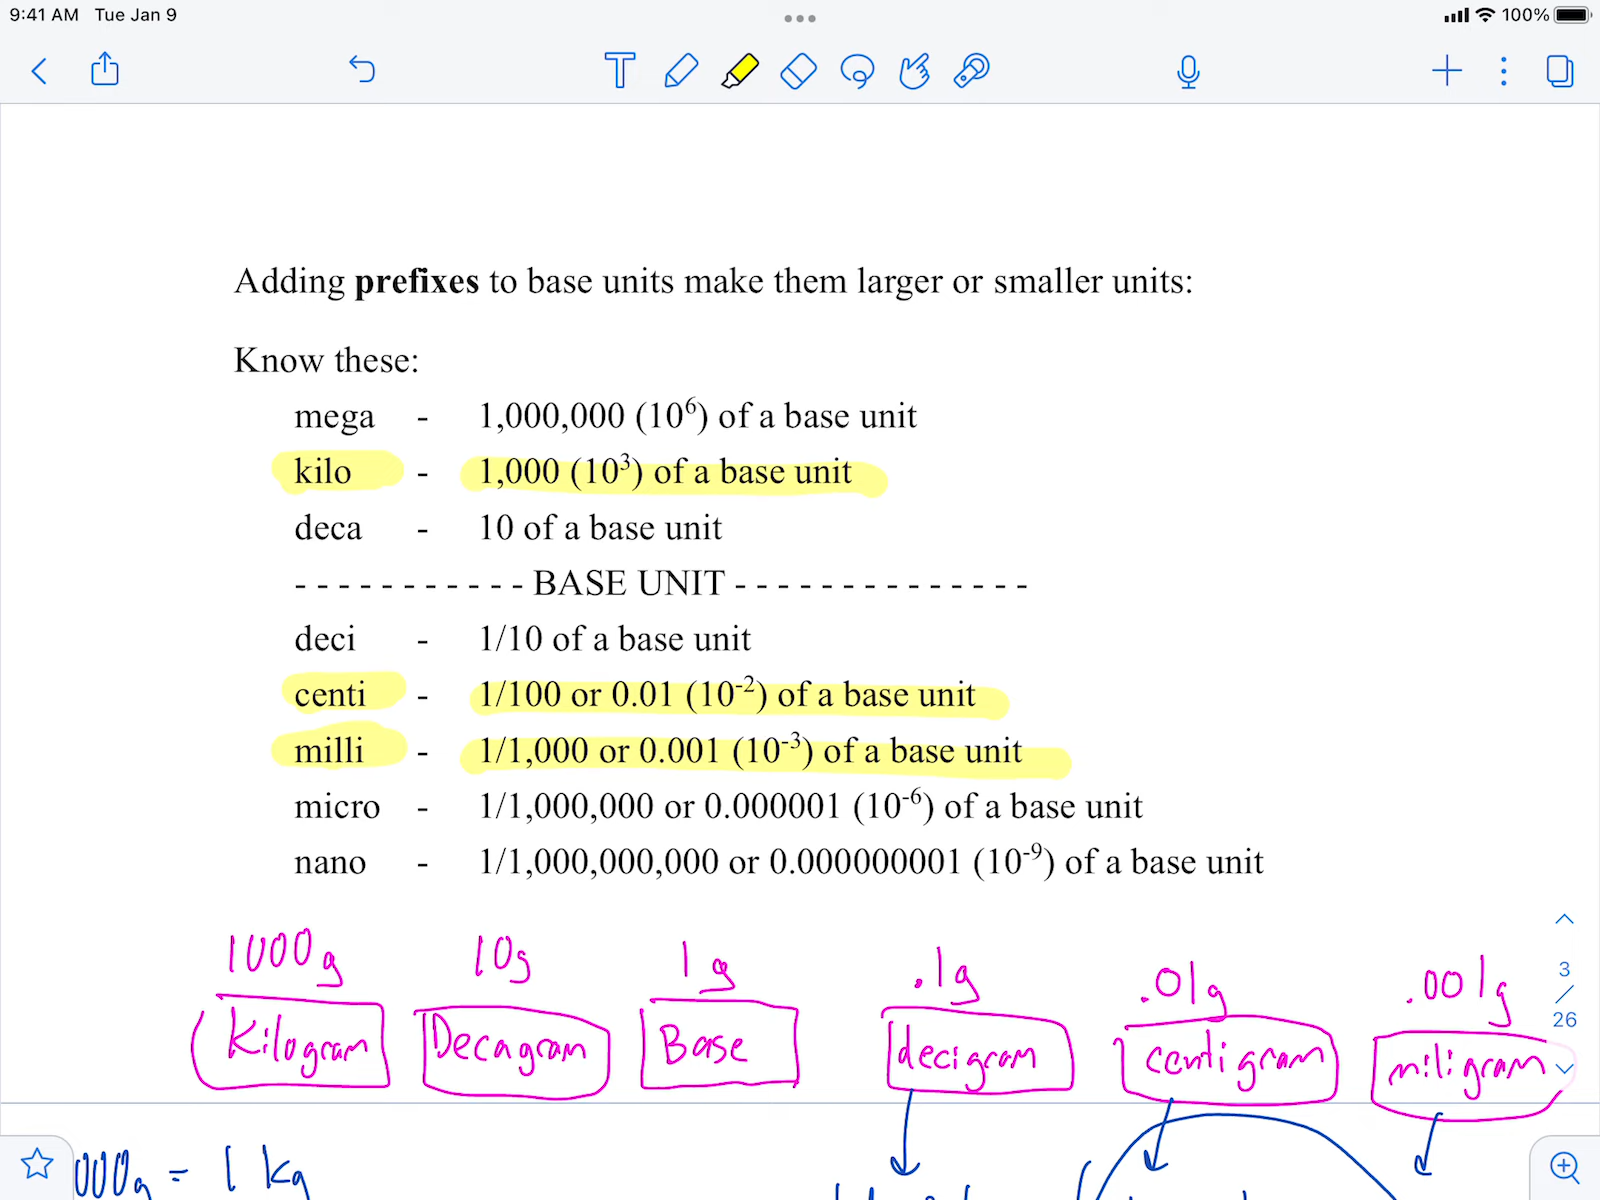 9:41 AM Tue Jan 9
100%
Adding prefixes to base units make them larger or smaller units:
Know these:
mega - 1,000,000 (10⁶) of a base unit
kilo - 1,000 (10³) of a base unit
deca - 10 of a base unit
- - - - - - - - - - - BASE UNIT - - - - - - - - - - - - - -
deci - 1/10 of a base unit
centi - 1/100 or 0.01 (10⁻²) of a base unit
milli - 1/1,000 or 0.001 (10⁻³) of a base unit
micro - 1/1,000,000 or 0.000001 (10⁻⁶) of a base unit
nano - 1/1,000,000,000 or 0.000000001 (10⁻⁹) of a base unit
1000g 10g 1g .1g .01g .001g
Kilogram Decagram Base decigram centigram miligram
3
/
26
000g = 1 kg